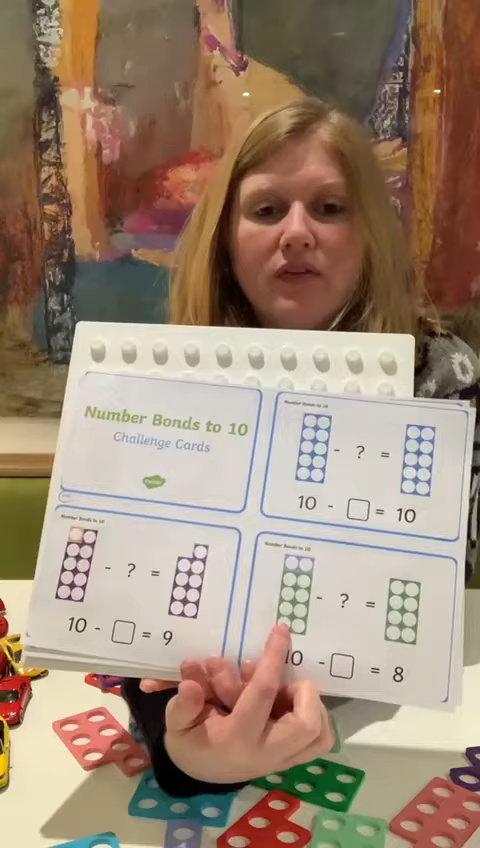 Number Bonds to 10
Challenge Cards
twinkl
Number Bonds to 10
- ? =
10 - □ = 10
Number Bonds to 10
- ? =
10 - □ = 9
Number Bonds to 10
- ? =
10 - □ = 8